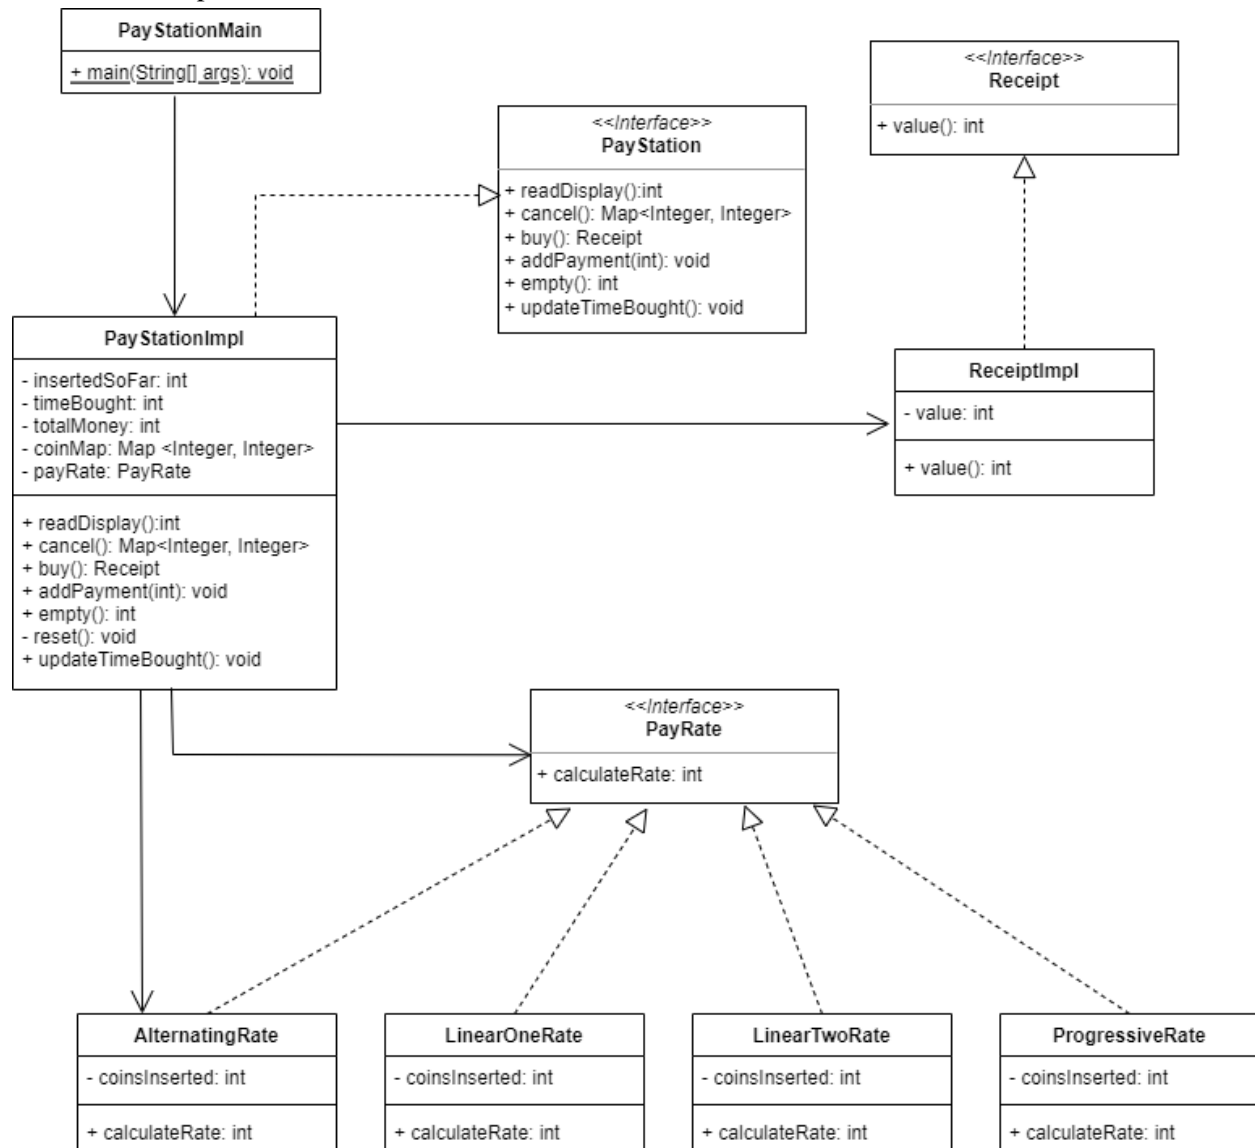 PayStationMain
+ main(String[] args): void
<<Interface>>
Receipt
+ value(): int
<<Interface>>
PayStation
+ readDisplay():int
+ cancel(): Map<Integer, Integer>
+ buy(): Receipt
+ addPayment(int): void
+ empty(): int
+ updateTimeBought(): void
PayStationImpl
- insertedSoFar: int
- timeBought: int
- totalMoney: int
- coinMap: Map <Integer, Integer>
- payRate: PayRate
+ readDisplay():int
+ cancel(): Map<Integer, Integer>
+ buy(): Receipt
+ addPayment(int): void
+ empty(): int
- reset(): void
+ updateTimeBought(): void
ReceiptImpl
- value: int
+ value(): int
<<Interface>>
PayRate
+ calculateRate: int
AlternatingRate
- coinsInserted: int
+ calculateRate: int
LinearOneRate
- coinsInserted: int
+ calculateRate: int
LinearTwoRate
- coinsInserted: int
+ calculateRate: int
ProgressiveRate
- coinsInserted: int
+ calculateRate: int